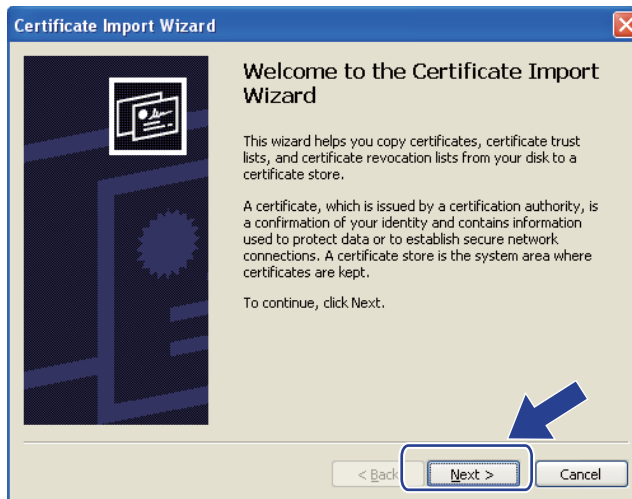 Certificate Import Wizard
Welcome to the Certificate Import
Wizard
This wizard helps you copy certificates, certificate trust
lists, and certificate revocation lists from your disk to a
certificate store.
A certificate, which is issued by a certification authority, is
a confirmation of your identity and contains information
used to protect data or to establish secure network
connections. A certificate store is the system area where
certificates are kept.
To continue, click Next.
< Back
Next >
Cancel